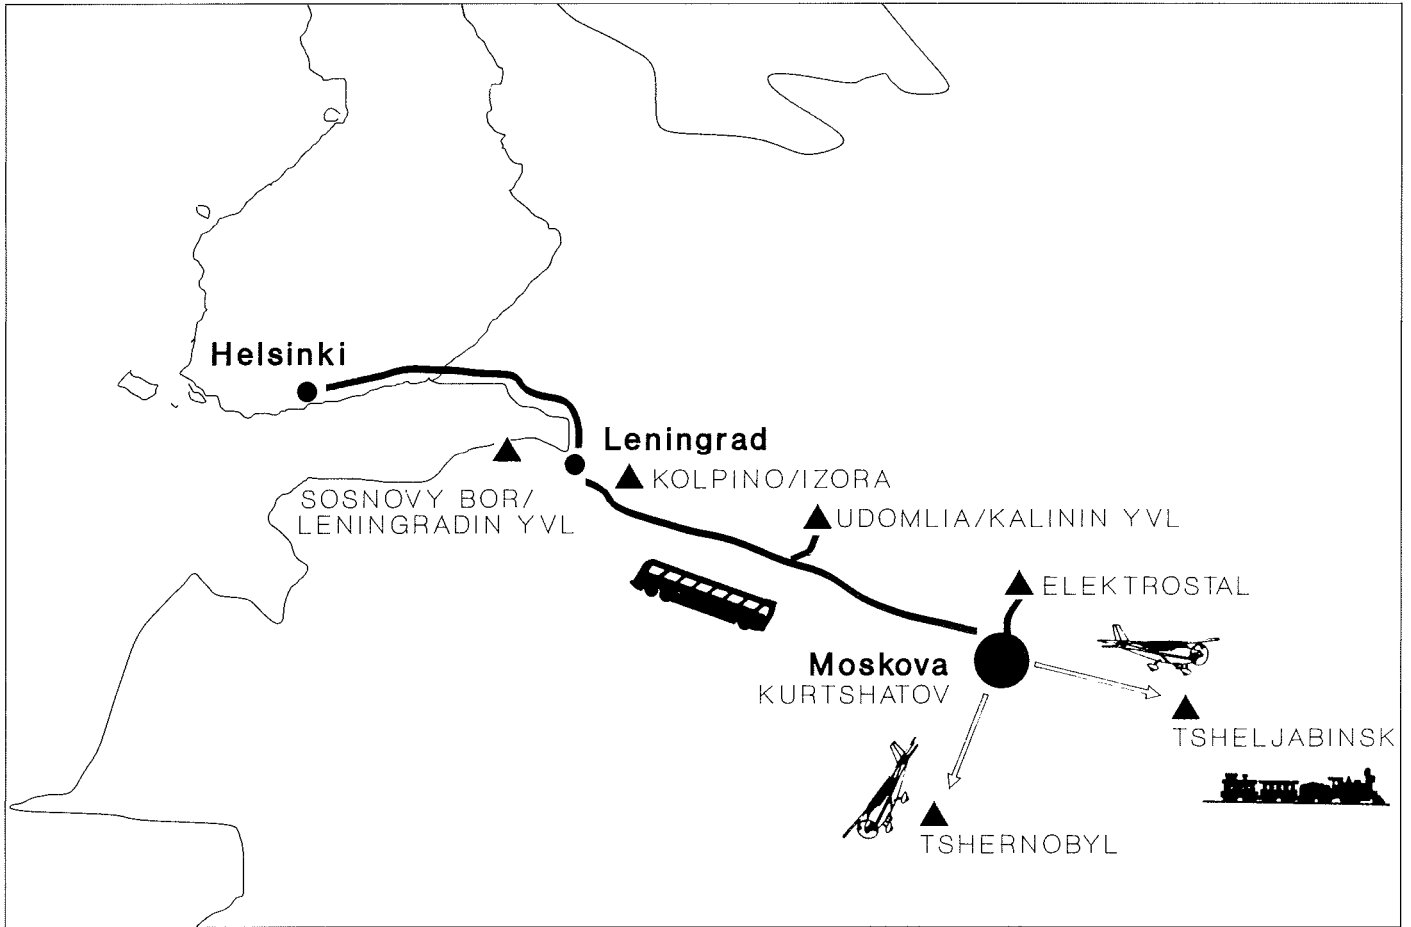 Helsinki
Leningrad
KOLPINO/IZORA
SOSNOVY BOR/
LENINGRADIN YVL
UDOMLIA/KALININ YVL
ELEKTROSTAL
Moskova
KURTSHATOV
TSHELJABINSK
TSHERNOBYL